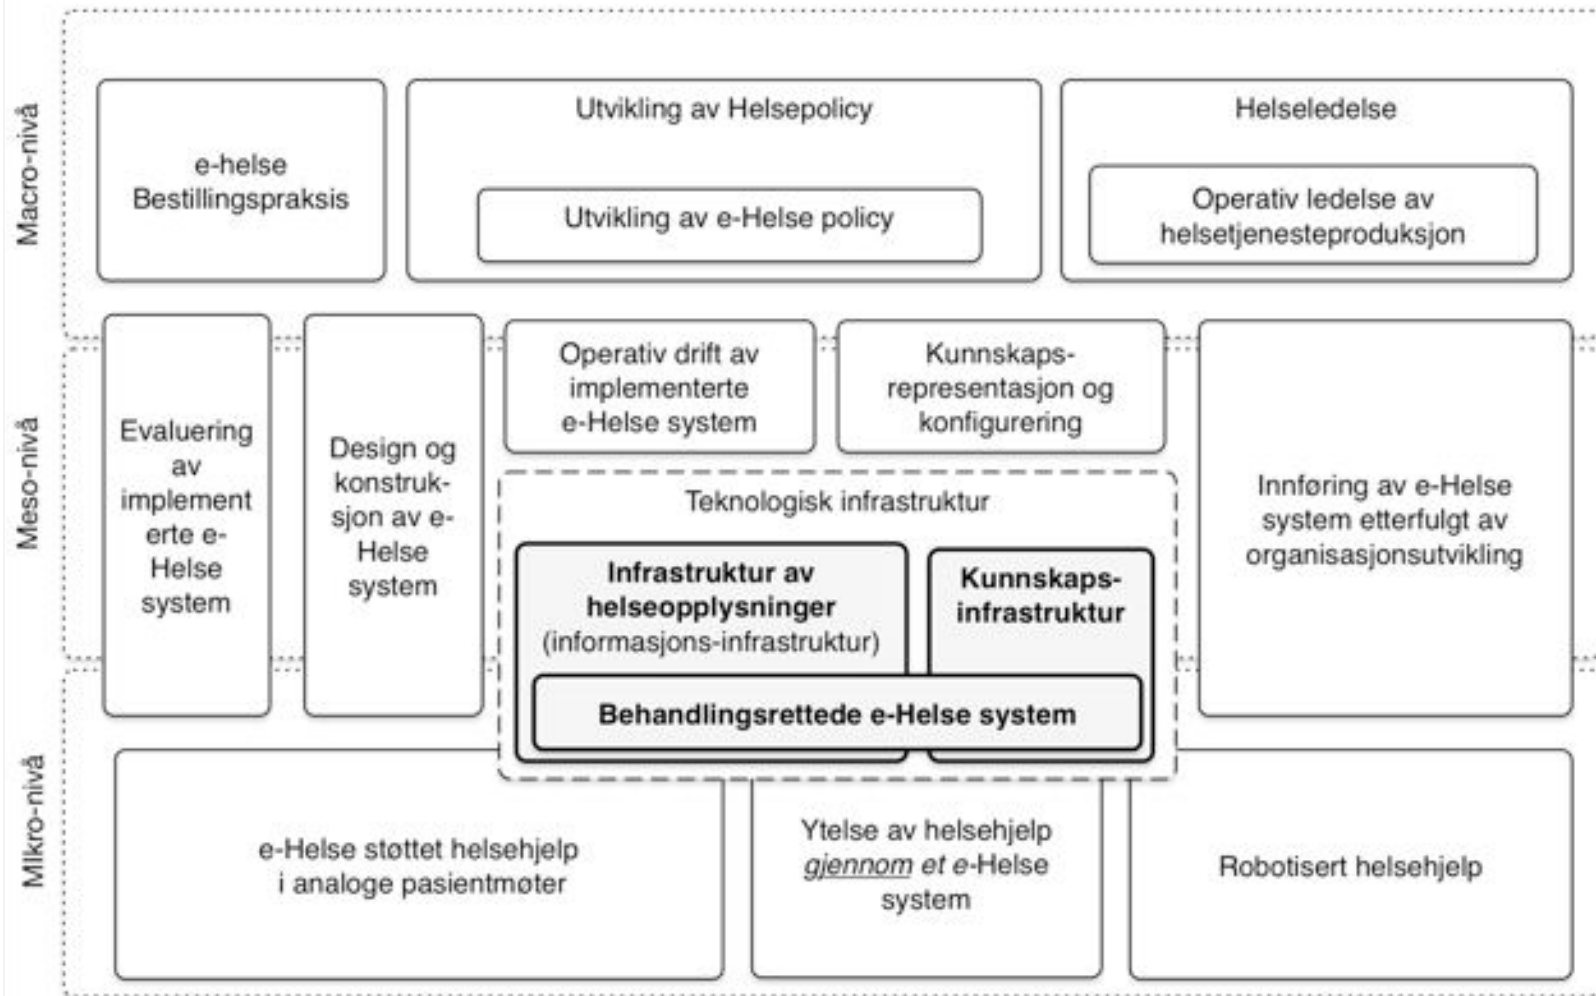 Macro-nivå
e-helse
Bestillingspraksis
Utvikling av Helsepolicy
Utvikling av e-Helse policy
Helseledelse
Operativ ledelse av
helsetjenesteproduksjon
Meso-nivå
Evaluering
av
implement
erte e-
Helse
system
Design og
konstruk-
sjon av e-
Helse
system
Operativ drift av
implementerte
e-Helse system
Kunnskaps-
representasjon og
konfigurering
Teknologisk infrastruktur
Infrastruktur av
helseopplysninger
(informasjons-infrastruktur)
Kunnskaps-
infrastruktur
Behandlingsrettede e-Helse system
Innføring av e-Helse
system etterfulgt av
organisasjonsutvikling
MIkro-nivå
e-Helse støttet helsehjelp
i analoge pasientmøter
Ytelse av helsehjelp
gjennom et e-Helse
system
Robotisert helsehjelp